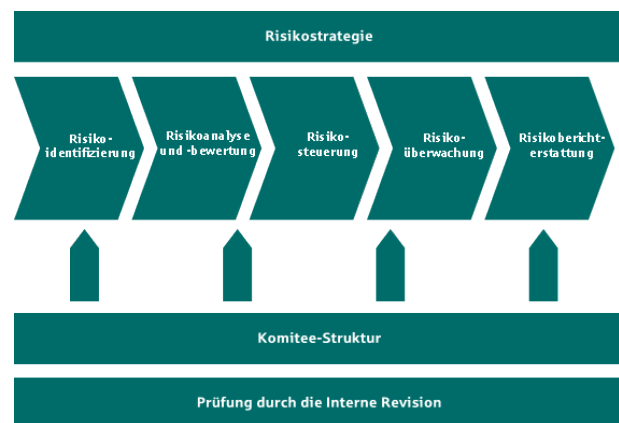 Risikostrategie
Risiko-
identifizierung
Risikoanalyse
und -bewertung
Risiko-
steuerung
Risiko-
überwachung
Risikobericht-
erstattung
Komitee-Struktur
Prüfung durch die Interne Revision